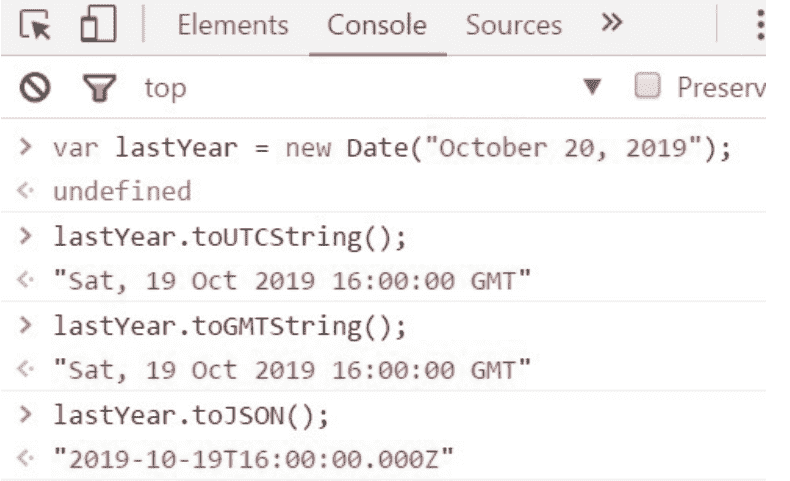 Elements Console Sources »
top ▼ Preserv
> var lastYear = new Date("October 20, 2019");
<· undefined
> lastYear.toUTCString();
<· "Sat, 19 Oct 2019 16:00:00 GMT"
> lastYear.toGMTString();
<· "Sat, 19 Oct 2019 16:00:00 GMT"
> lastYear.toJSON();
<· "2019-10-19T16:00:00.000Z"